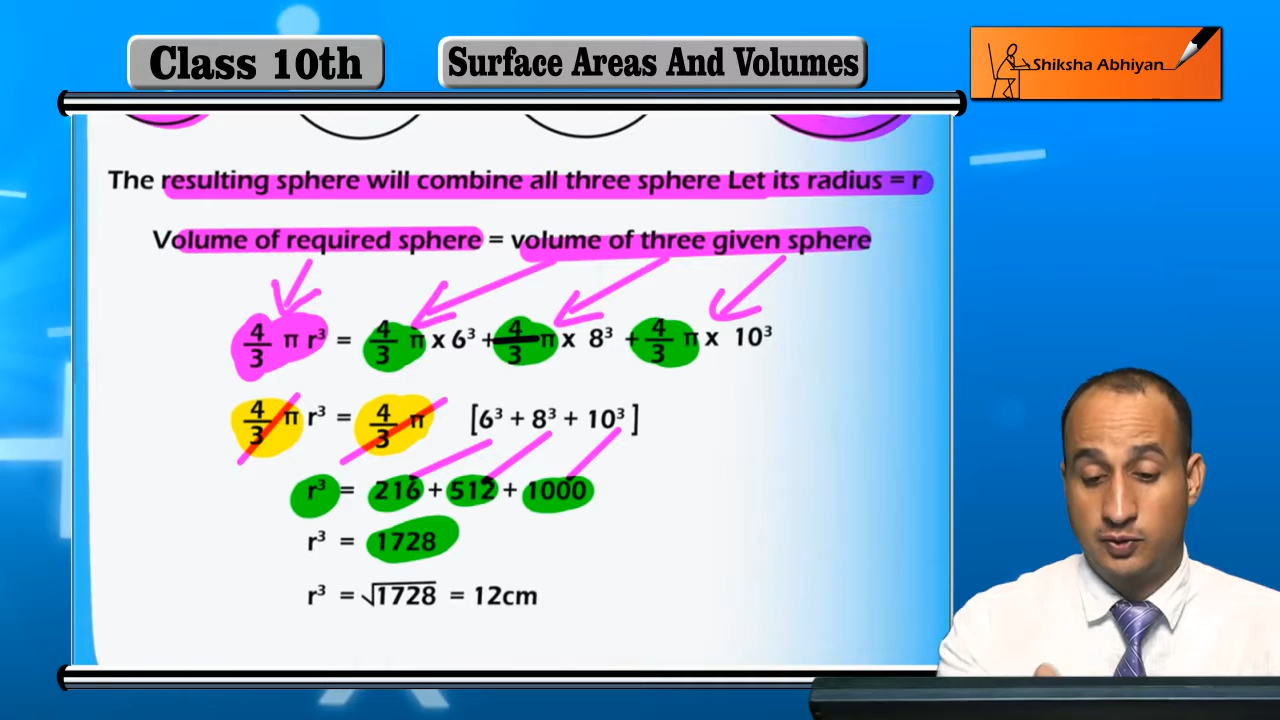 Class 10th
Surface Areas And Volumes
Shiksha Abhiyan
The resulting sphere will combine all three sphere Let its radius = r
Volume of required sphere = volume of three given sphere
4/3 π r³ = 4/3 π x 6³ + 4/3 π x 8³ + 4/3 π x 10³
4/3 π r³ = 4/3 π [6³ + 8³ + 10³ ]
r³ = 216 + 512 + 1000
r³ = 1728
r³ = √1728 = 12cm